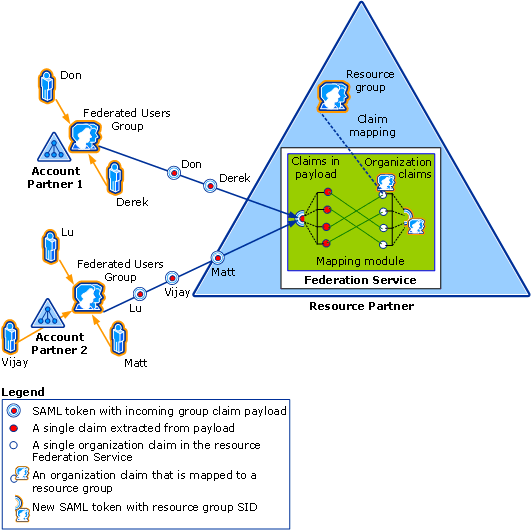 Don
Federated Users
Group
Account
Partner 1
Derek
Don
Derek
Lu
Federated Users
Group
Account
Partner 2
Vijay
Matt
Lu
Vijay
Matt
Resource
group
Claim
mapping
Claims in
payload
Organization
claims
Mapping module
Federation Service
Resource Partner
Legend
SAML token with incoming group claim payload
A single claim extracted from payload
A single organization claim in the resource
Federation Service
An organization claim that is mapped to a
resource group
New SAML token with resource group SID